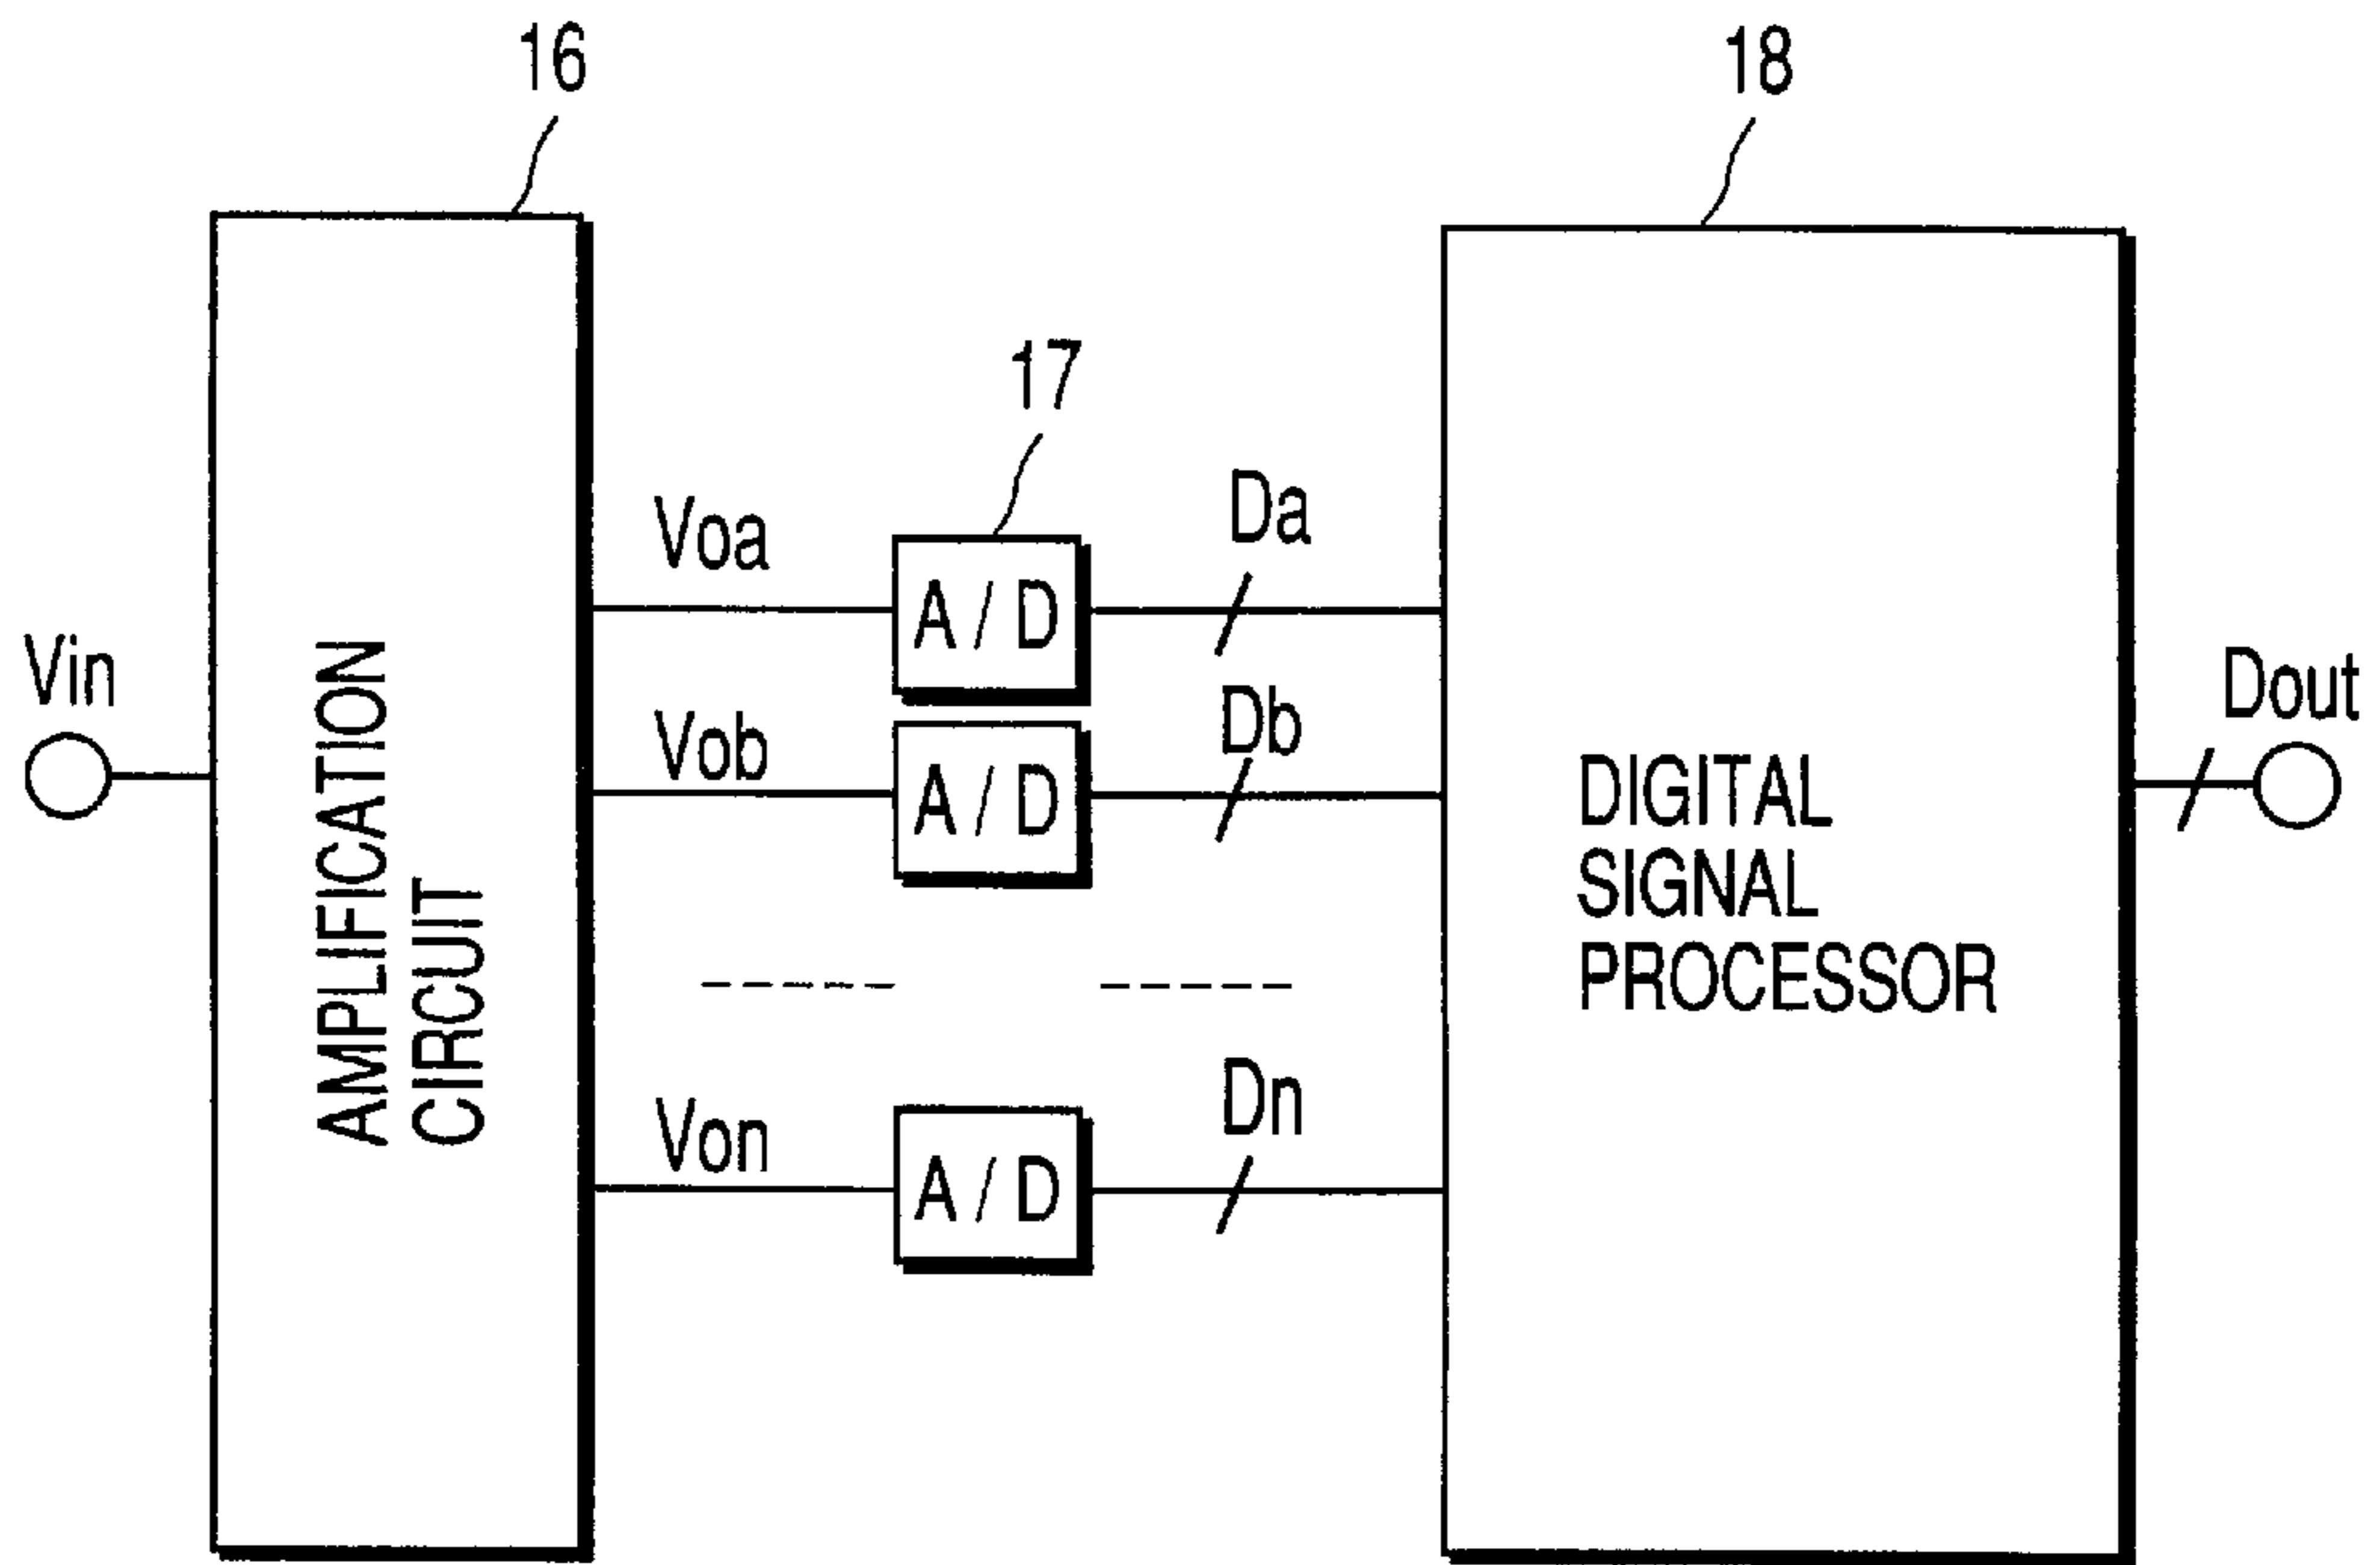 16
18
17
Voa
Da
A / D
Vin
Vob
Db
A / D
Dout
AMPLIFICATION
CIRCUIT
DIGITAL
SIGNAL
PROCESSOR
Von
Dn
A / D